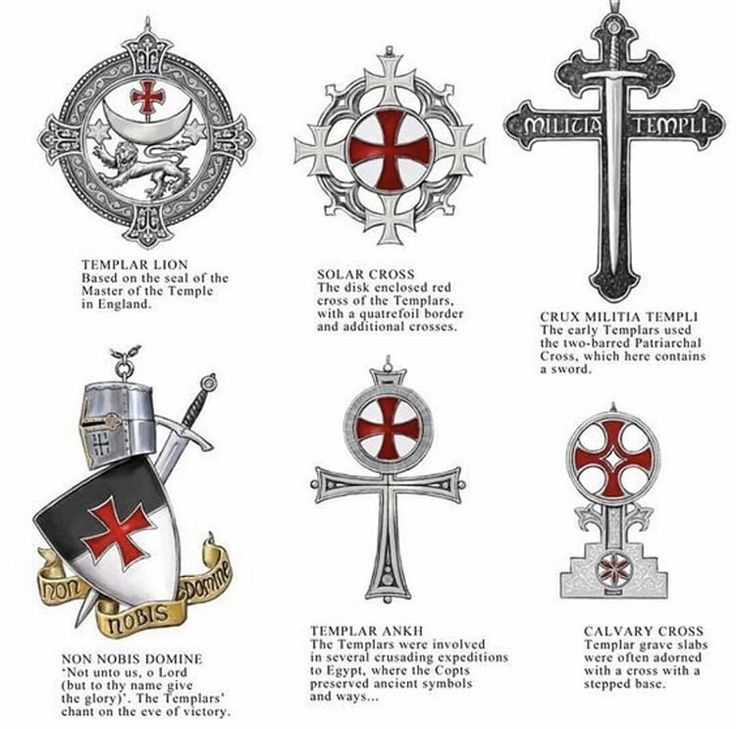 MILITIA TEMPLI
TEMPLAR LION
Based on the seal of the
Master of the Temple
in England.
SOLAR CROSS
The disk enclosed red
cross of the Templars,
with a quatrefoil border
and additional crosses.
CRUX MILITIA TEMPLI
The early Templars used
the two-barred Patriarchal
Cross, which here contains
a sword.
NON NOBIS DOMINE
NON NOBIS DOMINE
'Not unto us, o Lord
(but to thy name give
the glory)'. The Templars'
chant on the eve of victory.
TEMPLAR ANKH
The Templars were involved
in several crusading expeditions
to Egypt, where the Copts
preserved ancient symbols
and ways...
CALVARY CROSS
Templar grave slabs
were often adorned
with a cross with a
stepped base.